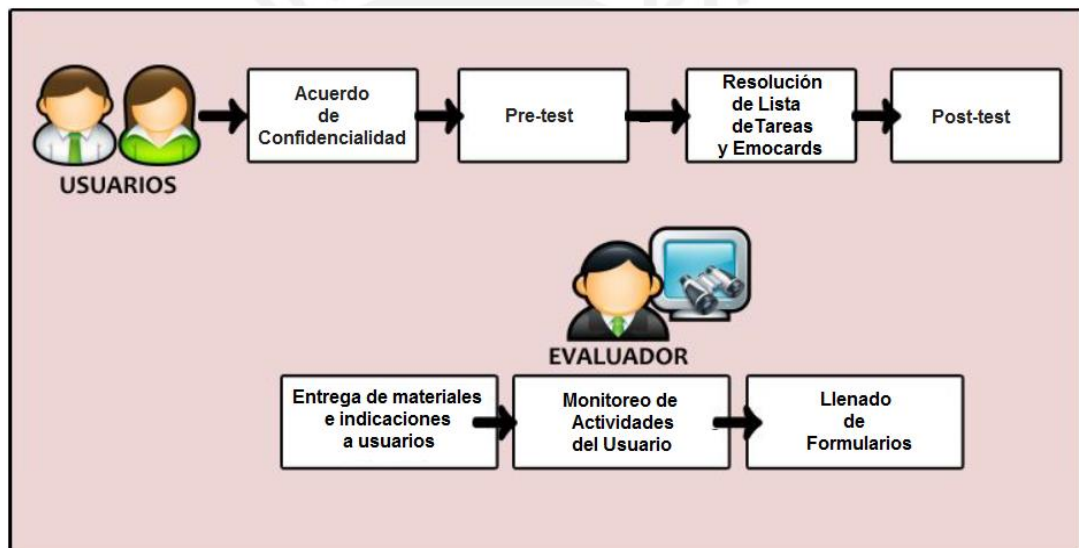 USUARIOS
Acuerdo
de
Confidencialidad
Pre-test
Resolución
de Lista
deTareas
y Emocards
Post-test
EVALUADOR
Entrega de materiales
e indicaciones
a usuarios
Monitoreo de
Actividades
del Usuario
Llenado
de
Formularios